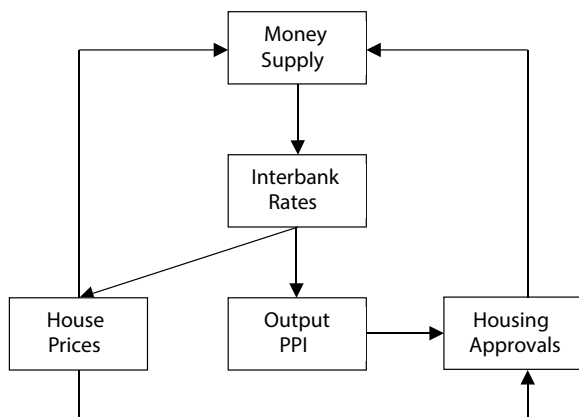 Money
Supply
Interbank
Rates
House
Prices
Output
PPI
Housing
Approvals